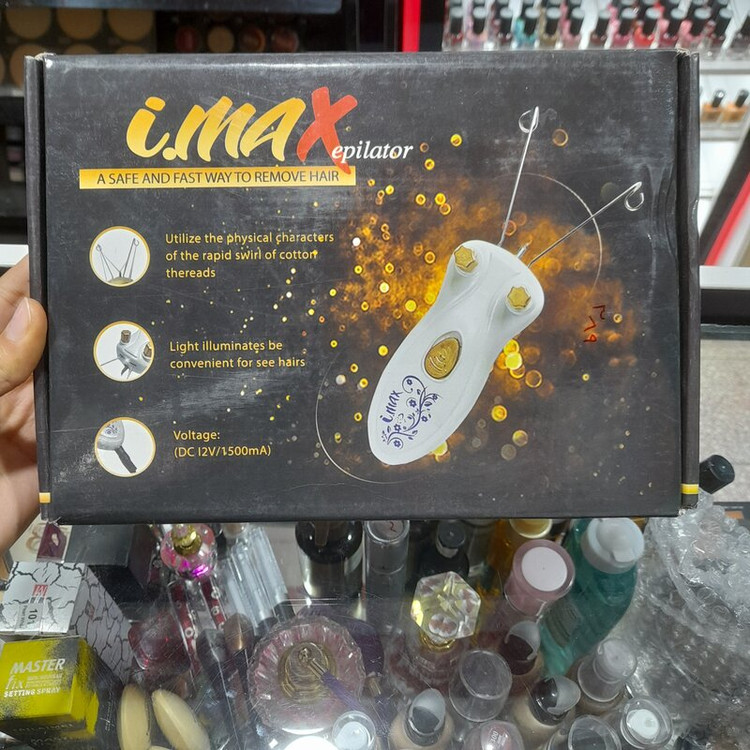 i.MAX
epilator
A SAFE AND FAST WAY TO REMOVE HAIR
Utilize the physical characters
of the rapid swirl of cotton
thereads
Light illuminates be
convenient for see hairs
Voltage:
(DC 12V/1500mA)
i.MAX
MASTER
fix
SETTING SPRAY